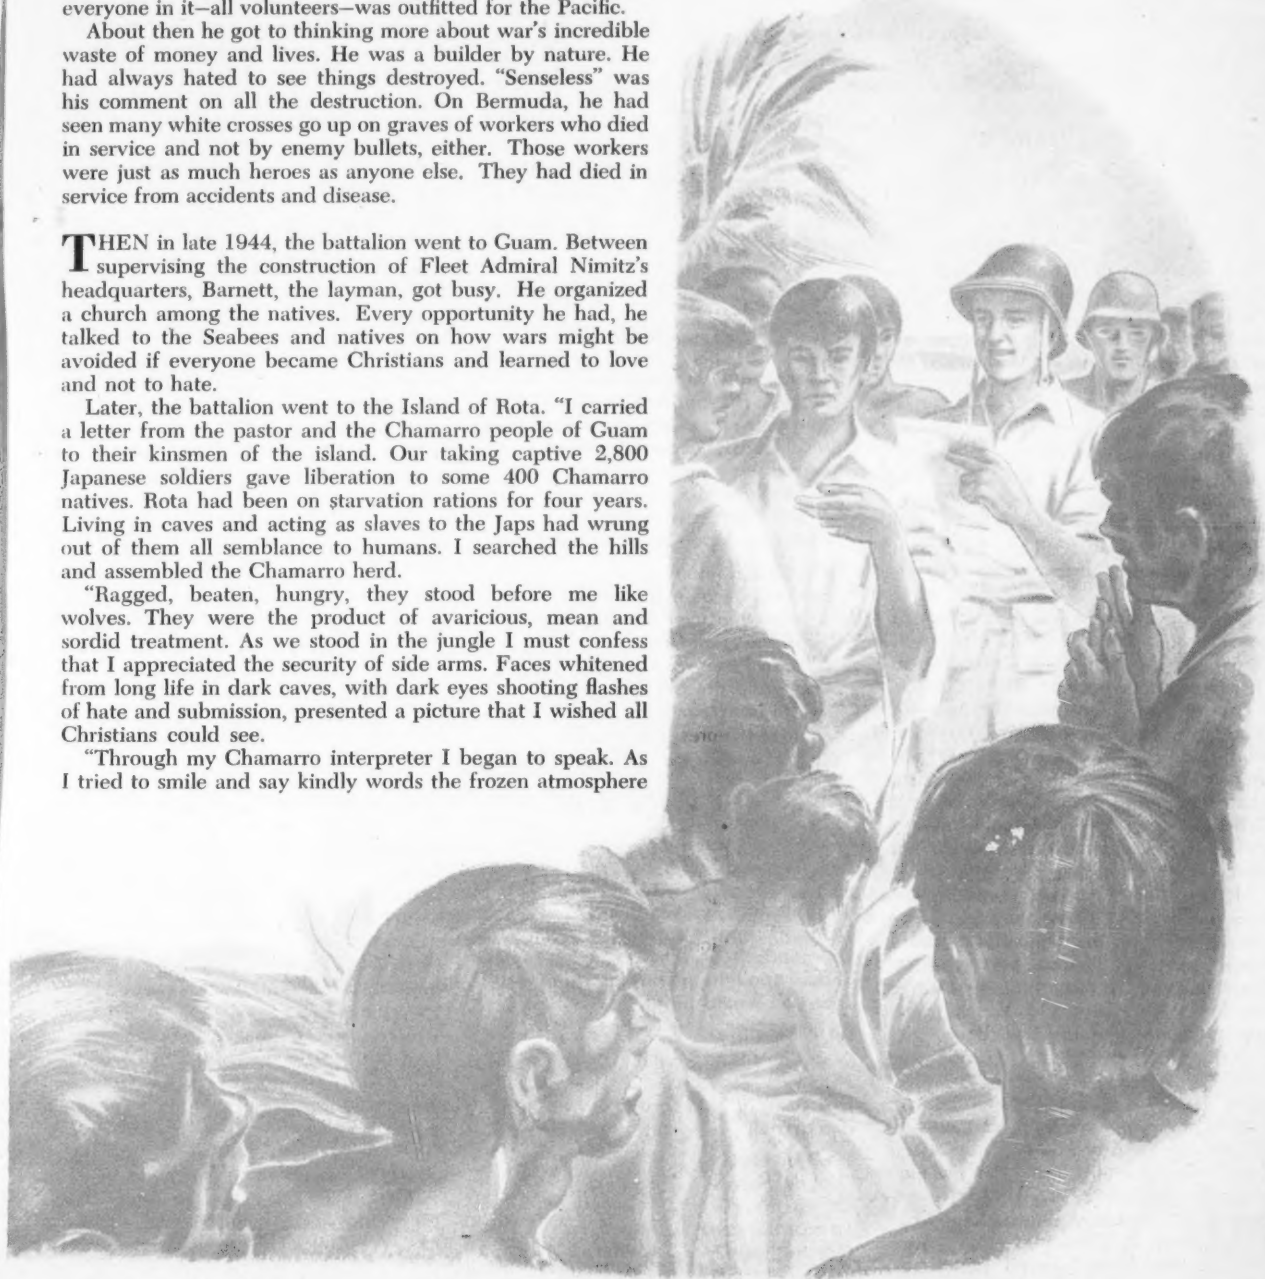 everyone in it—all volunteers—was outfitted for the Pacific.
About then he got to thinking more about war's incredible
waste of money and lives. He was a builder by nature. He
had always hated to see things destroyed. “Senseless” was
his comment on all the destruction. On Bermuda, he had
seen many white crosses go up on graves of workers who died
in service and not by enemy bullets, either. Those workers
were just as much heroes as anyone else. They had died in
service from accidents and disease.
THEN in late 1944, the battalion went to Guam. Between
supervising the construction of Fleet Admiral Nimitz's
headquarters, Barnett, the layman, got busy. He organized
a church among the natives. Every opportunity he had, he
talked to the Seabees and natives on how wars might be
avoided if everyone became Christians and learned to love
and not to hate.
Later, the battalion went to the Island of Rota. “I carried
a letter from the pastor and the Chamarro people of Guam
to their kinsmen of the island. Our taking captive 2,800
Japanese soldiers gave liberation to some 400 Chamarro
natives. Rota had been on starvation rations for four years.
Living in caves and acting as slaves to the Japs had wrung
out of them all semblance to humans. I searched the hills
and assembled the Chamarro herd.
“Ragged, beaten, hungry, they stood before me like
wolves. They were the product of avaricious, mean and
sordid treatment. As we stood in the jungle I must confess
that I appreciated the security of side arms. Faces whitened
from long life in dark caves, with dark eyes shooting flashes
of hate and submission, presented a picture that I wished all
Christians could see.
“Through my Chamarro interpreter I began to speak. As
I tried to smile and say kindly words the frozen atmosphere